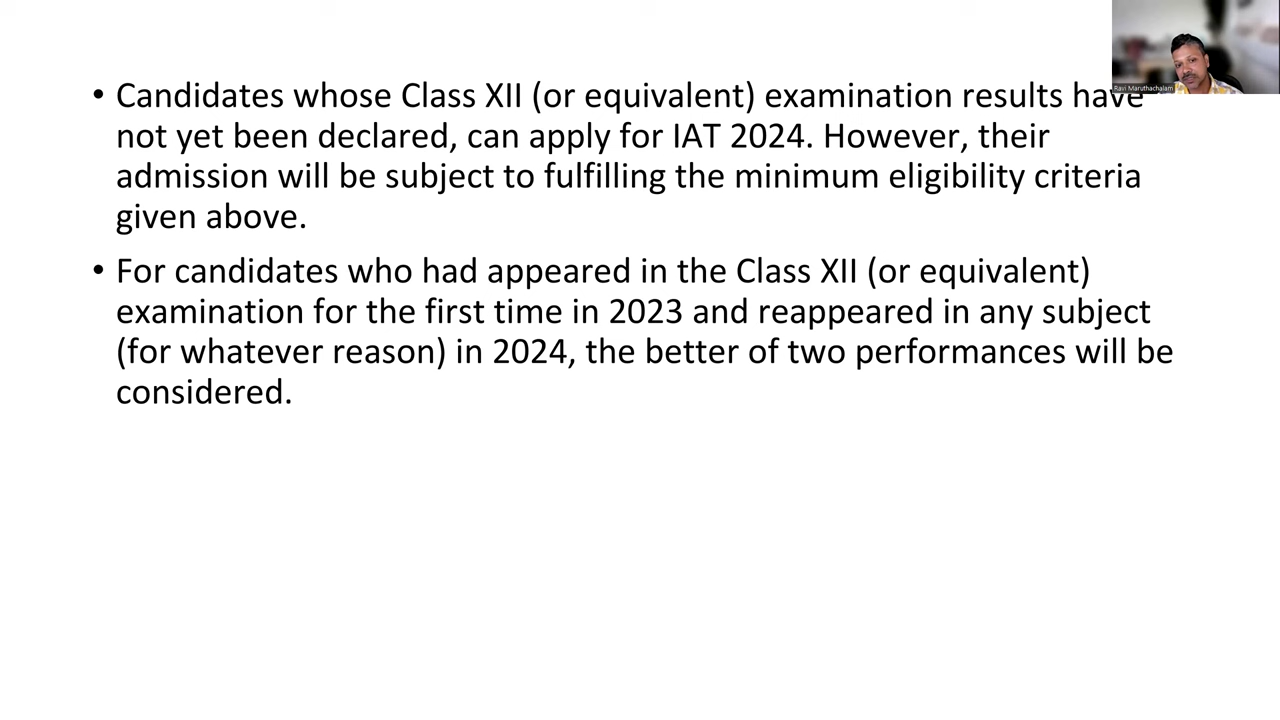 • Candidates whose Class XII (or equivalent) examination results have
not yet been declared, can apply for IAT 2024. However, their
admission will be subject to fulfilling the minimum eligibility criteria
given above.
• For candidates who had appeared in the Class XII (or equivalent)
examination for the first time in 2023 and reappeared in any subject
(for whatever reason) in 2024, the better of two performances will be
considered.
Ravi Maruthachalam